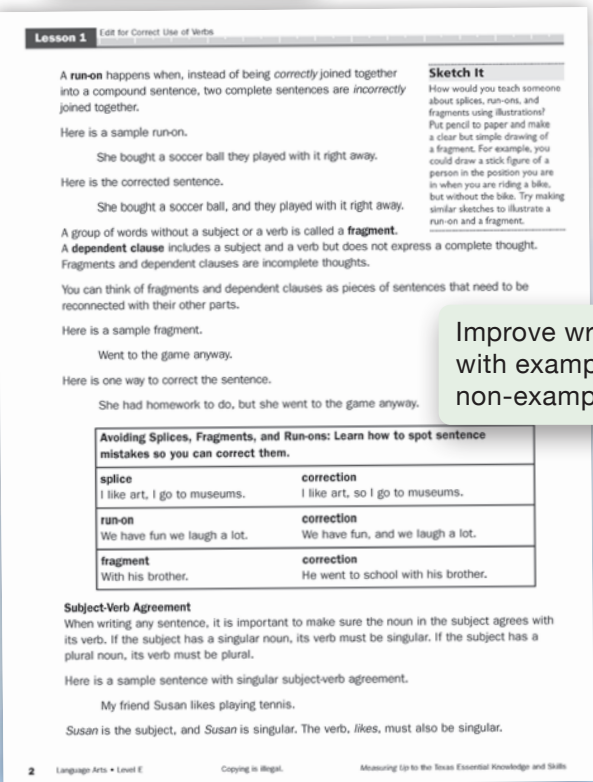 Lesson 1
Edit for Correct Use of Verbs
A run-on happens when, instead of being correctly joined together
into a compound sentence, two complete sentences are incorrectly
joined together.
Here is a sample run-on.
She bought a soccer ball they played with it right away.
Here is the corrected sentence.
She bought a soccer ball, and they played with it right away.
A group of words without a subject or a verb is called a fragment.
Sketch It
How would you teach someone
about splices, run-ons, and
fragments using illustrations?
Put pencil to paper and make
a clear but simple drawing of
a fragment. For example, you
could draw a stick figure of a
person in the position you are
in when you are riding a bike,
but without the bike. Try making
similar sketches to illustrate a
run-on and a fragment.
A dependent clause includes a subject and a verb but does not express a complete thought.
Fragments and dependent clauses are incomplete thoughts.
You can think of fragments and dependent clauses as pieces of sentences that need to be
reconnected with their other parts.
Here is a sample fragment.
Went to the game anyway.
Here is one way to correct the sentence.
She had homework to do, but she went to the game anyway.
Improve wr
with examp
non-examp
Avoiding Splices, Fragments, and Run-ons: Learn how to spot sentence
mistakes so you can correct them.
splice correction
I like art, I go to museums. I like art, so I go to museums.
run-on correction
We have fun we laugh a lot. We have fun, and we laugh a lot.
fragment correction
With his brother. He went to school with his brother.
Subject-Verb Agreement
When writing any sentence, it is important to make sure the noun in the subject agrees with
its verb. If the subject has a singular noun, its verb must be singular. If the subject has a
plural noun, its verb must be plural.
Here is a sample sentence with singular subject-verb agreement.
My friend Susan likes playing tennis.
Susan is the subject, and Susan is singular. The verb, likes, must also be singular.
2 Language Arts • Level E Copying is illegal. Measuring Up to the Texas Essential Knowledge and Skills